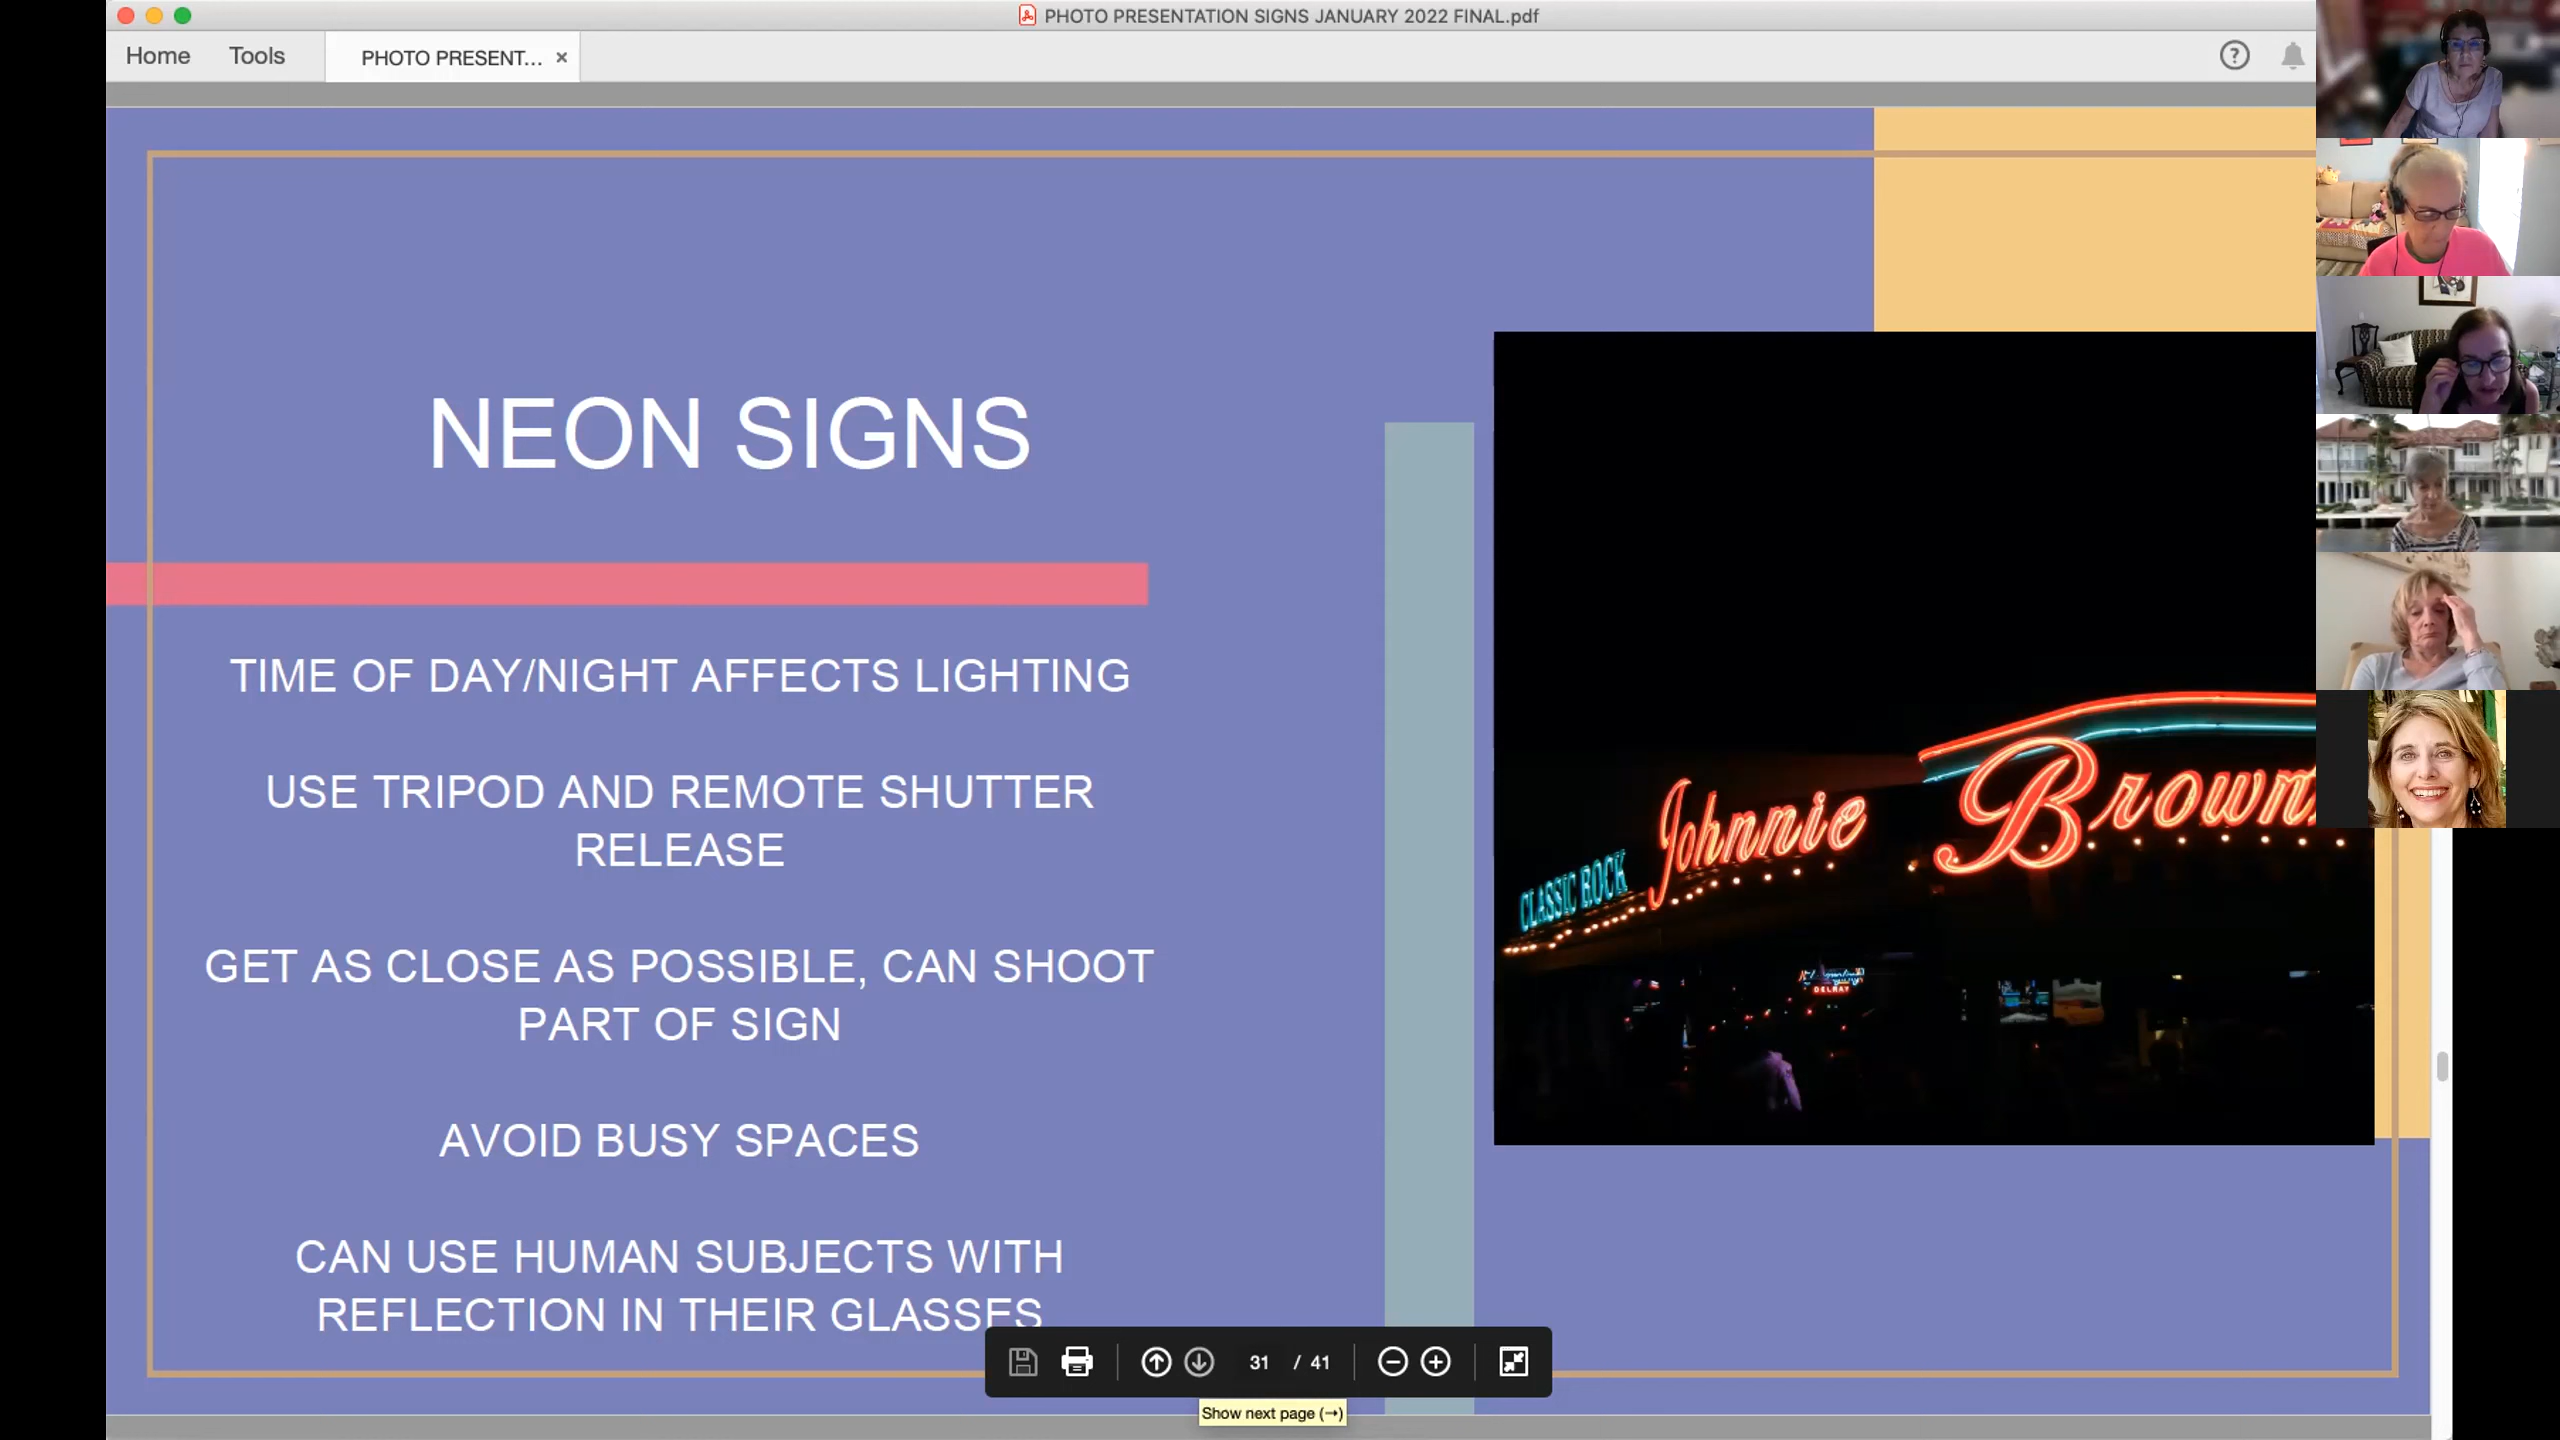 PHOTO PRESENTATION SIGNS JANUARY 2022 FINAL.pdf
Home
Tools
PHOTO PRESENT...
NEON SIGNS
TIME OF DAY/NIGHT AFFECTS LIGHTING
USE TRIPOD AND REMOTE SHUTTER
RELEASE
GET AS CLOSE AS POSSIBLE, CAN SHOOT
PART OF SIGN
AVOID BUSY SPACES
CAN USE HUMAN SUBJECTS WITH
REFLECTION IN THEIR GLASSES
CLASSIC ROCK
Johnnie
Brown
DELRAY
31 / 41
Show next page (→)